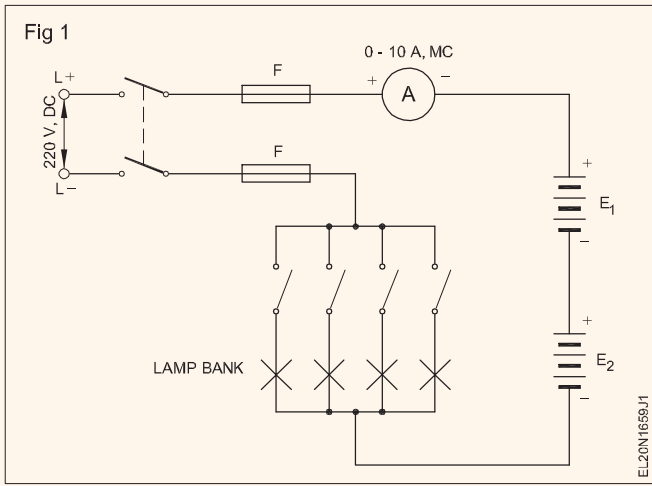 Fig 1
0 - 10 A, MC
L +
F
+
A
−
220 V, DC
F
L −
+
E1
−
+
LAMP BANK
E2
−
EL20N1659J1